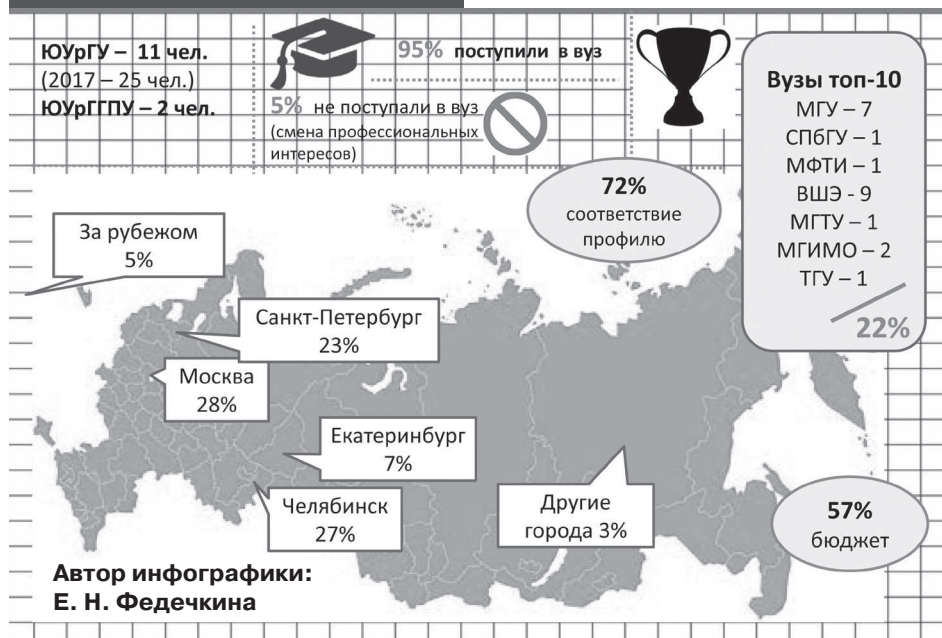 ЮУрГУ – 11 чел.
(2017 – 25 чел.)
ЮУрГГПУ – 2 чел.
95% поступили в вуз
5% не поступали в вуз
(смена профессиональных
интересов)
Вузы топ-10
МГУ – 7
СПбГУ – 1
МФТИ – 1
ВШЭ - 9
МГТУ – 1
МГИМО – 2
ТГУ – 1
22%
72%
соответствие
профилю
За рубежом
5%
Санкт-Петербург
23%
Москва
28%
Екатеринбург
7%
Челябинск
27%
Другие
города 3%
57%
бюджет
Автор инфографики:
Е. Н. Федечкина